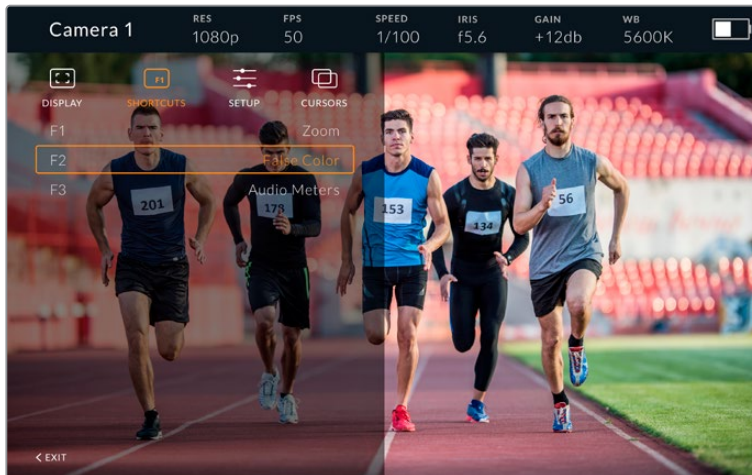 Camera 1
RES
1080p
FPS
50
SPEED
1/100
IRIS
f5.6
GAIN
+12db
WB
5600K
F1
DISPLAY
SHORTCUTS
SETUP
CURSORS
F1 Zoom
F2 False Color
F3 Audio Meters
201
178
153
134
56
< EXIT